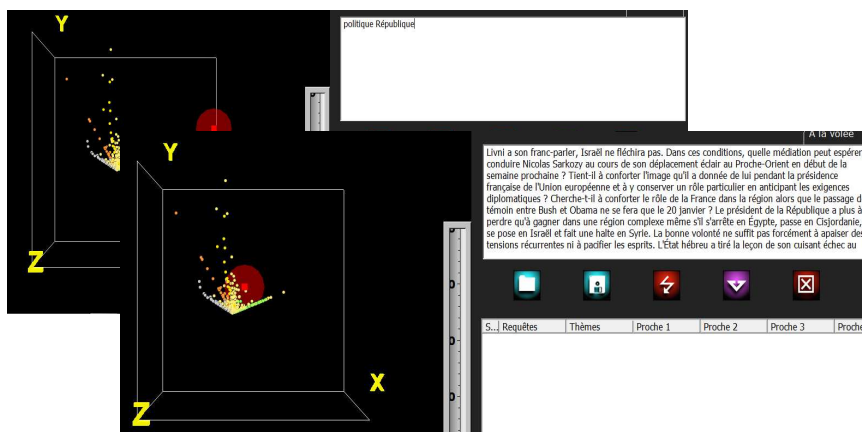 Y
politique République
A la volée
Y
Livni a son franc-parler, Israël ne fléchira pas. Dans ces conditions, quelle médiation peut espérer
conduire Nicolas Sarkozy au cours de son déplacement éclair au Proche-Orient en début de la
semaine prochaine ? Tient-il à conforter l'image qu'il a donnée de lui pendant la présidence
française de l'Union européenne et à y conserver un rôle particulier en anticipant les exigences
diplomatiques ? Cherche-t-il à conforter le rôle de la France dans la région alors que le passage d
témoin entre Bush et Obama ne se fera que le 20 janvier ? Le président de la République a plus à
perdre qu'à gagner dans une région complexe même s'il s'arrête en Égypte, passe en Cisjordanie,
se pose en Israël et fait une halte en Syrie. La bonne volonté ne suffit pas forcément à apaiser des
tensions récurrentes ni à pacifier les esprits. L'État hébreu a tiré la leçon de son cuisant échec au
Z
S... Requêtes Thèmes Proche 1 Proche 2 Proche 3 Proche
X
Z